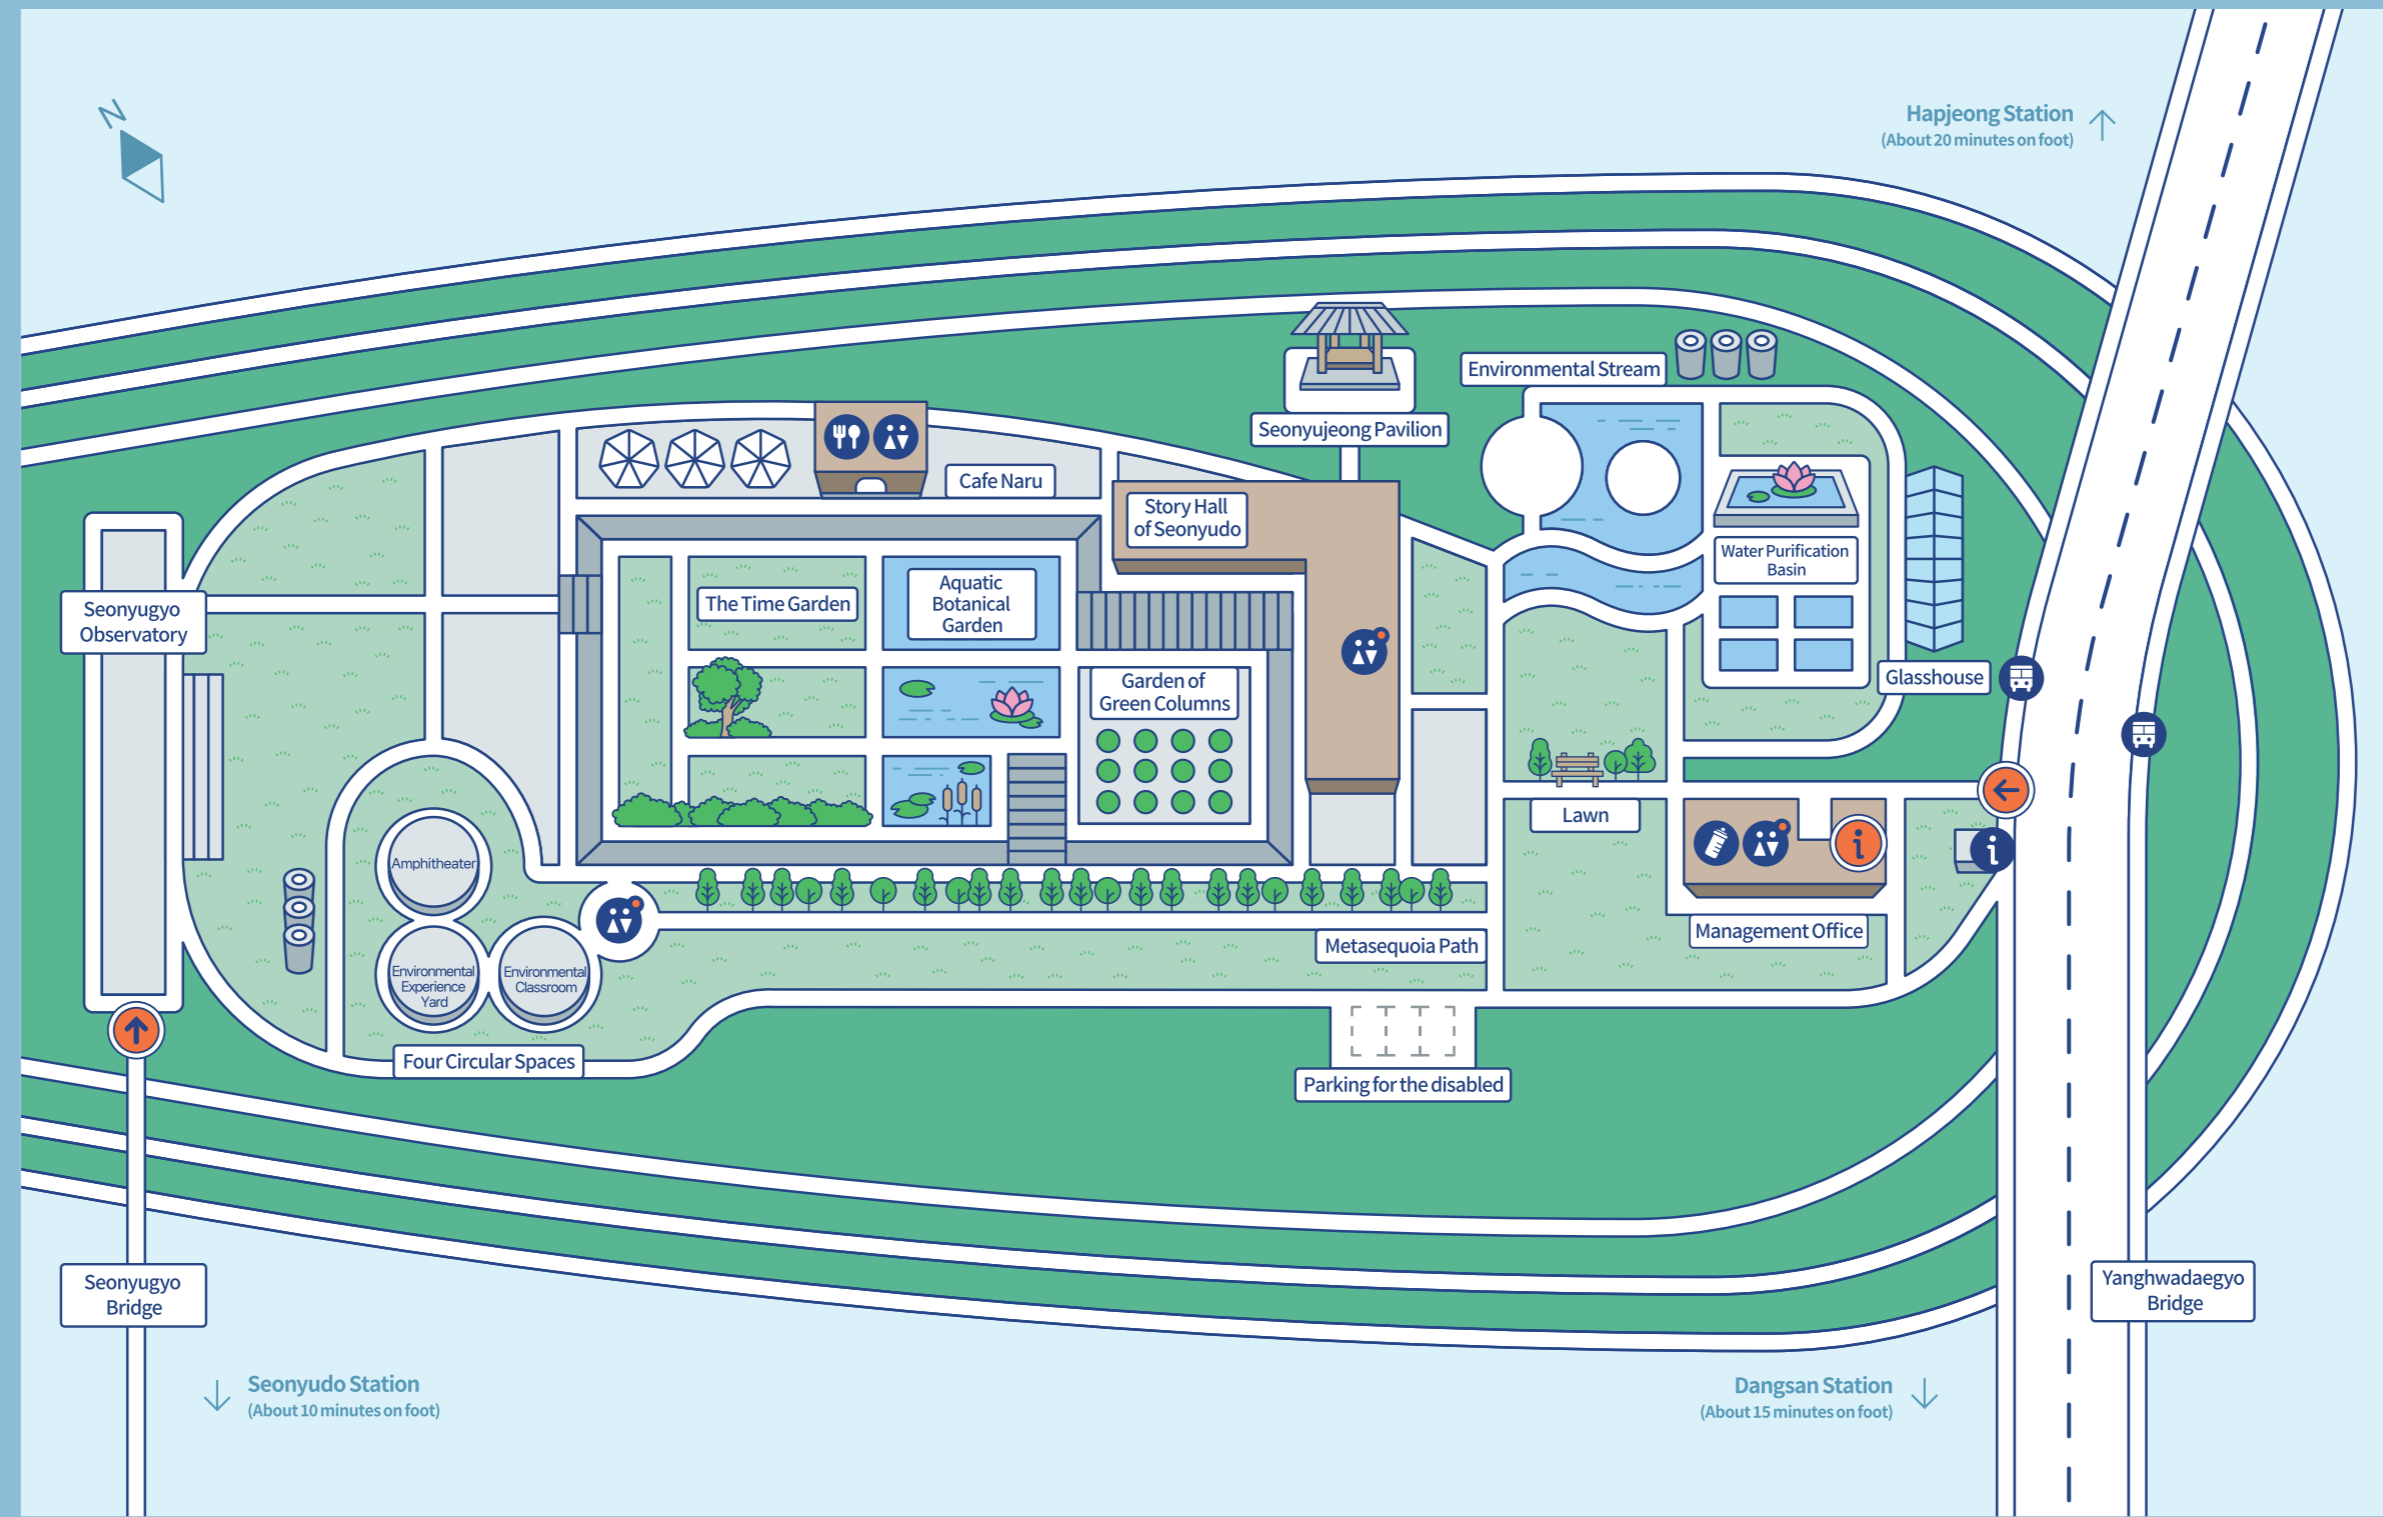 N
Hapjeong Station
(About 20 minutes on foot)
Environmental Stream
Seonyujeong Pavilion
Cafe Naru
Story Hall
of Seonyudo
Water Purification
Basin
Seonyugyo
Observatory
The Time Garden
Aquatic
Botanical
Garden
Garden of
Green Columns
Glasshouse
Lawn
i
i
Amphitheater
Management Office
Metasequoia Path
Environmental
Experience
Yard
Environmental
Classroom
Four Circular Spaces
Parking for the disabled
Seonyugyo
Bridge
Yanghwadaegyo
Bridge
Seonyudo Station
(About 10 minutes on foot)
Dangsan Station
(About 15 minutes on foot)